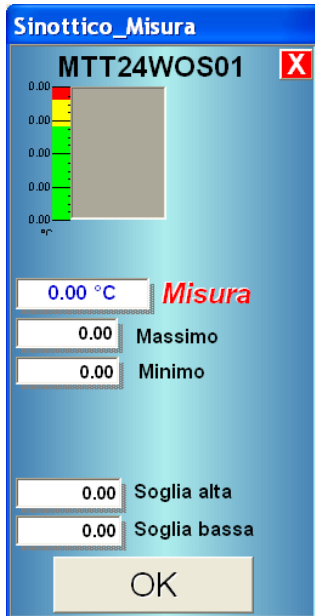 Sinottico_Misura
MTT24WOS01 X
0.00
0.00
0.00
0.00
0.00
°C
0.00 °C Misura
0.00 Massimo
0.00 Minimo
0.00 Soglia alta
0.00 Soglia bassa
OK